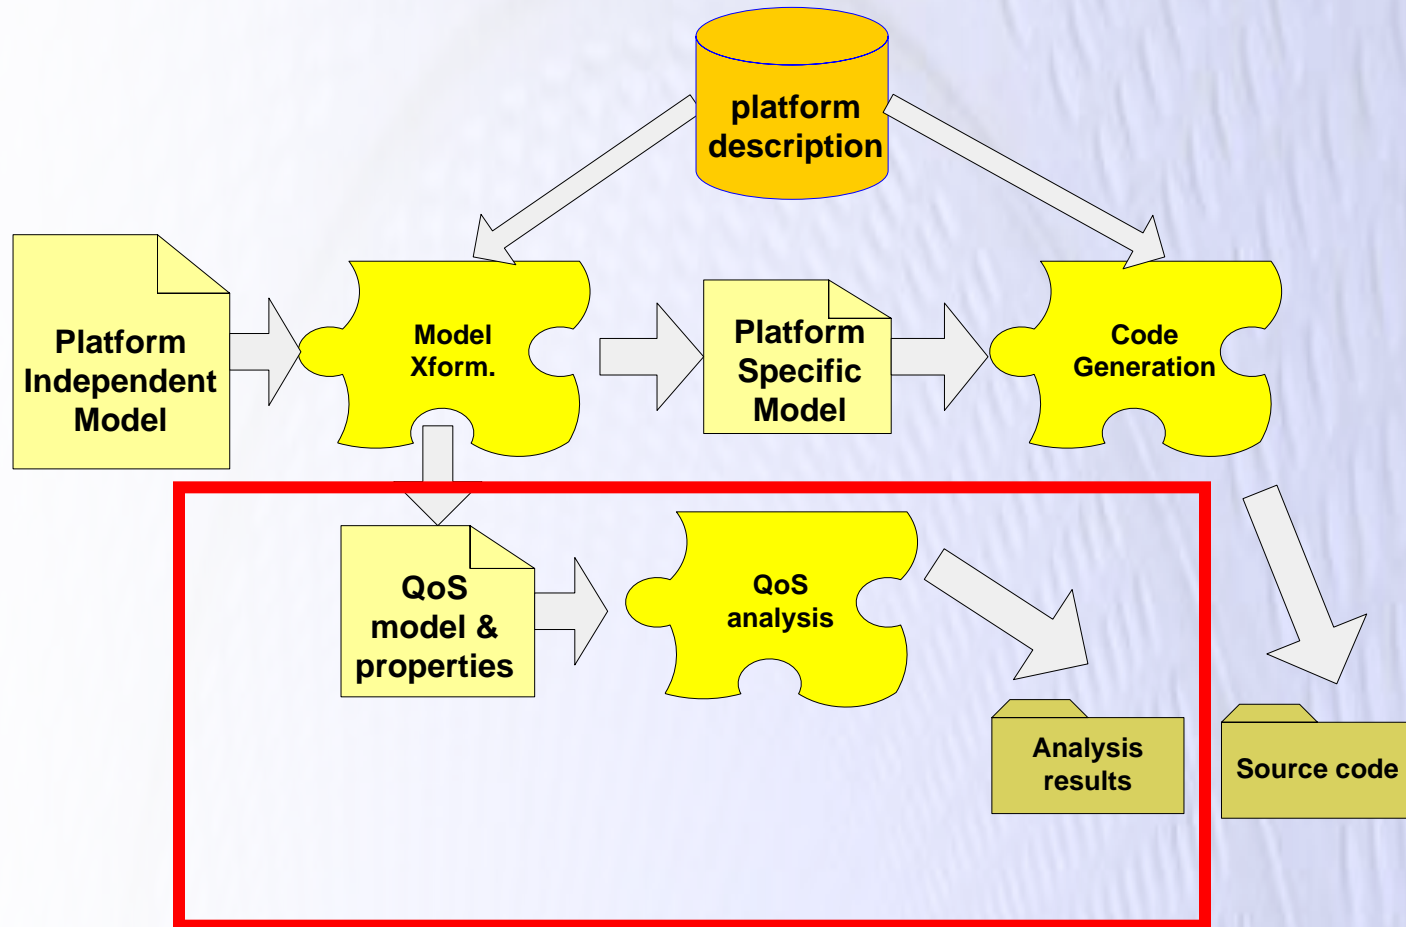 platform
description
Platform
Independent
Model
Model
Xform.
Platform
Specific
Model
Code
Generation
QoS
model &
properties
QoS
analysis
Analysis
results
Source code